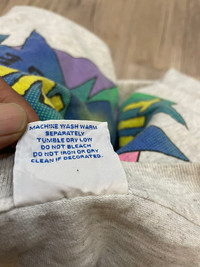 MACHINE WASH WARM
SEPARATELY
TUMBLE DRY LOW
DO NOT BLEACH
DO NOT IRON OR DRY
CLEAN IF DECORATED.